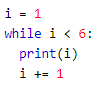 i = 1
while i < 6:
  print(i)
  i += 1